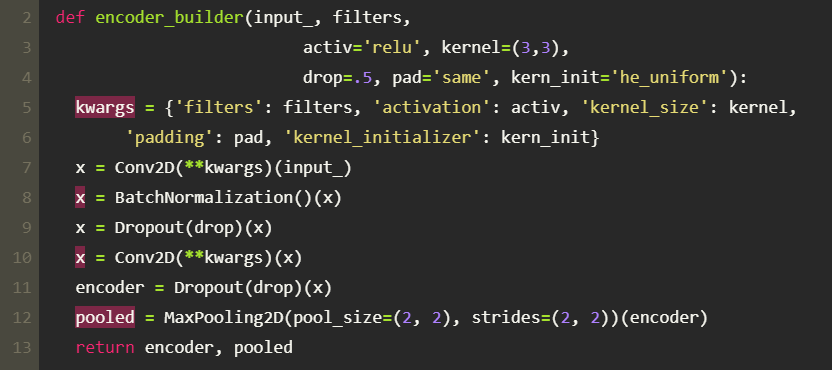 2 def encoder_builder(input_, filters,
3 activ='relu', kernel=(3,3),
4 drop=.5, pad='same', kern_init='he_uniform'):
5 kwargs = {'filters': filters, 'activation': activ, 'kernel_size': kernel,
6 'padding': pad, 'kernel_initializer': kern_init}
7 x = Conv2D(**kwargs)(input_)
8 x = BatchNormalization()(x)
9 x = Dropout(drop)(x)
10 x = Conv2D(**kwargs)(x)
11 encoder = Dropout(drop)(x)
12 pooled = MaxPooling2D(pool_size=(2, 2), strides=(2, 2))(encoder)
13 return encoder, pooled